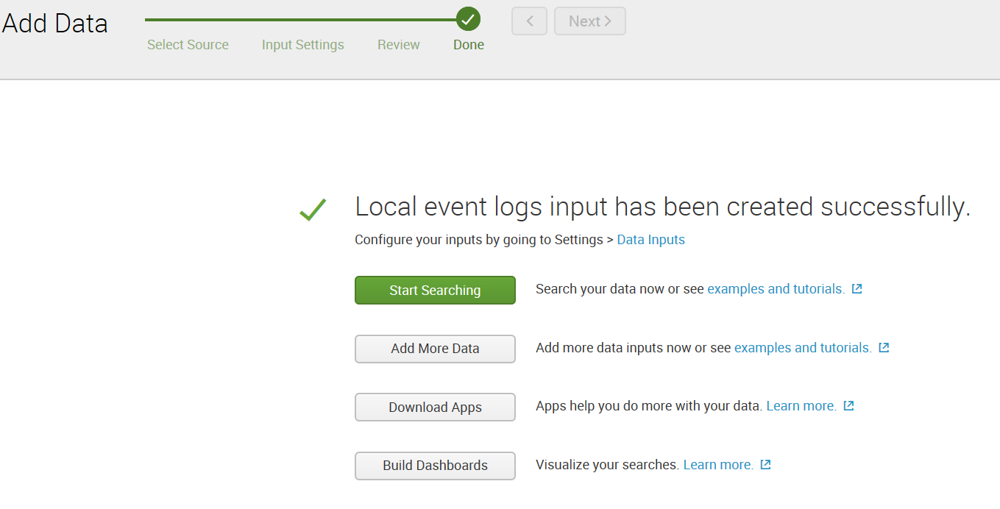 Add Data
Select Source Input Settings Review Done
Next
Local event logs input has been created successfully.
Configure your inputs by going to Settings > Data Inputs
Start Searching Search your data now or see examples and tutorials.
Add More Data Add more data inputs now or see examples and tutorials.
Download Apps Apps help you do more with your data. Learn more.
Build Dashboards Visualize your searches. Learn more.